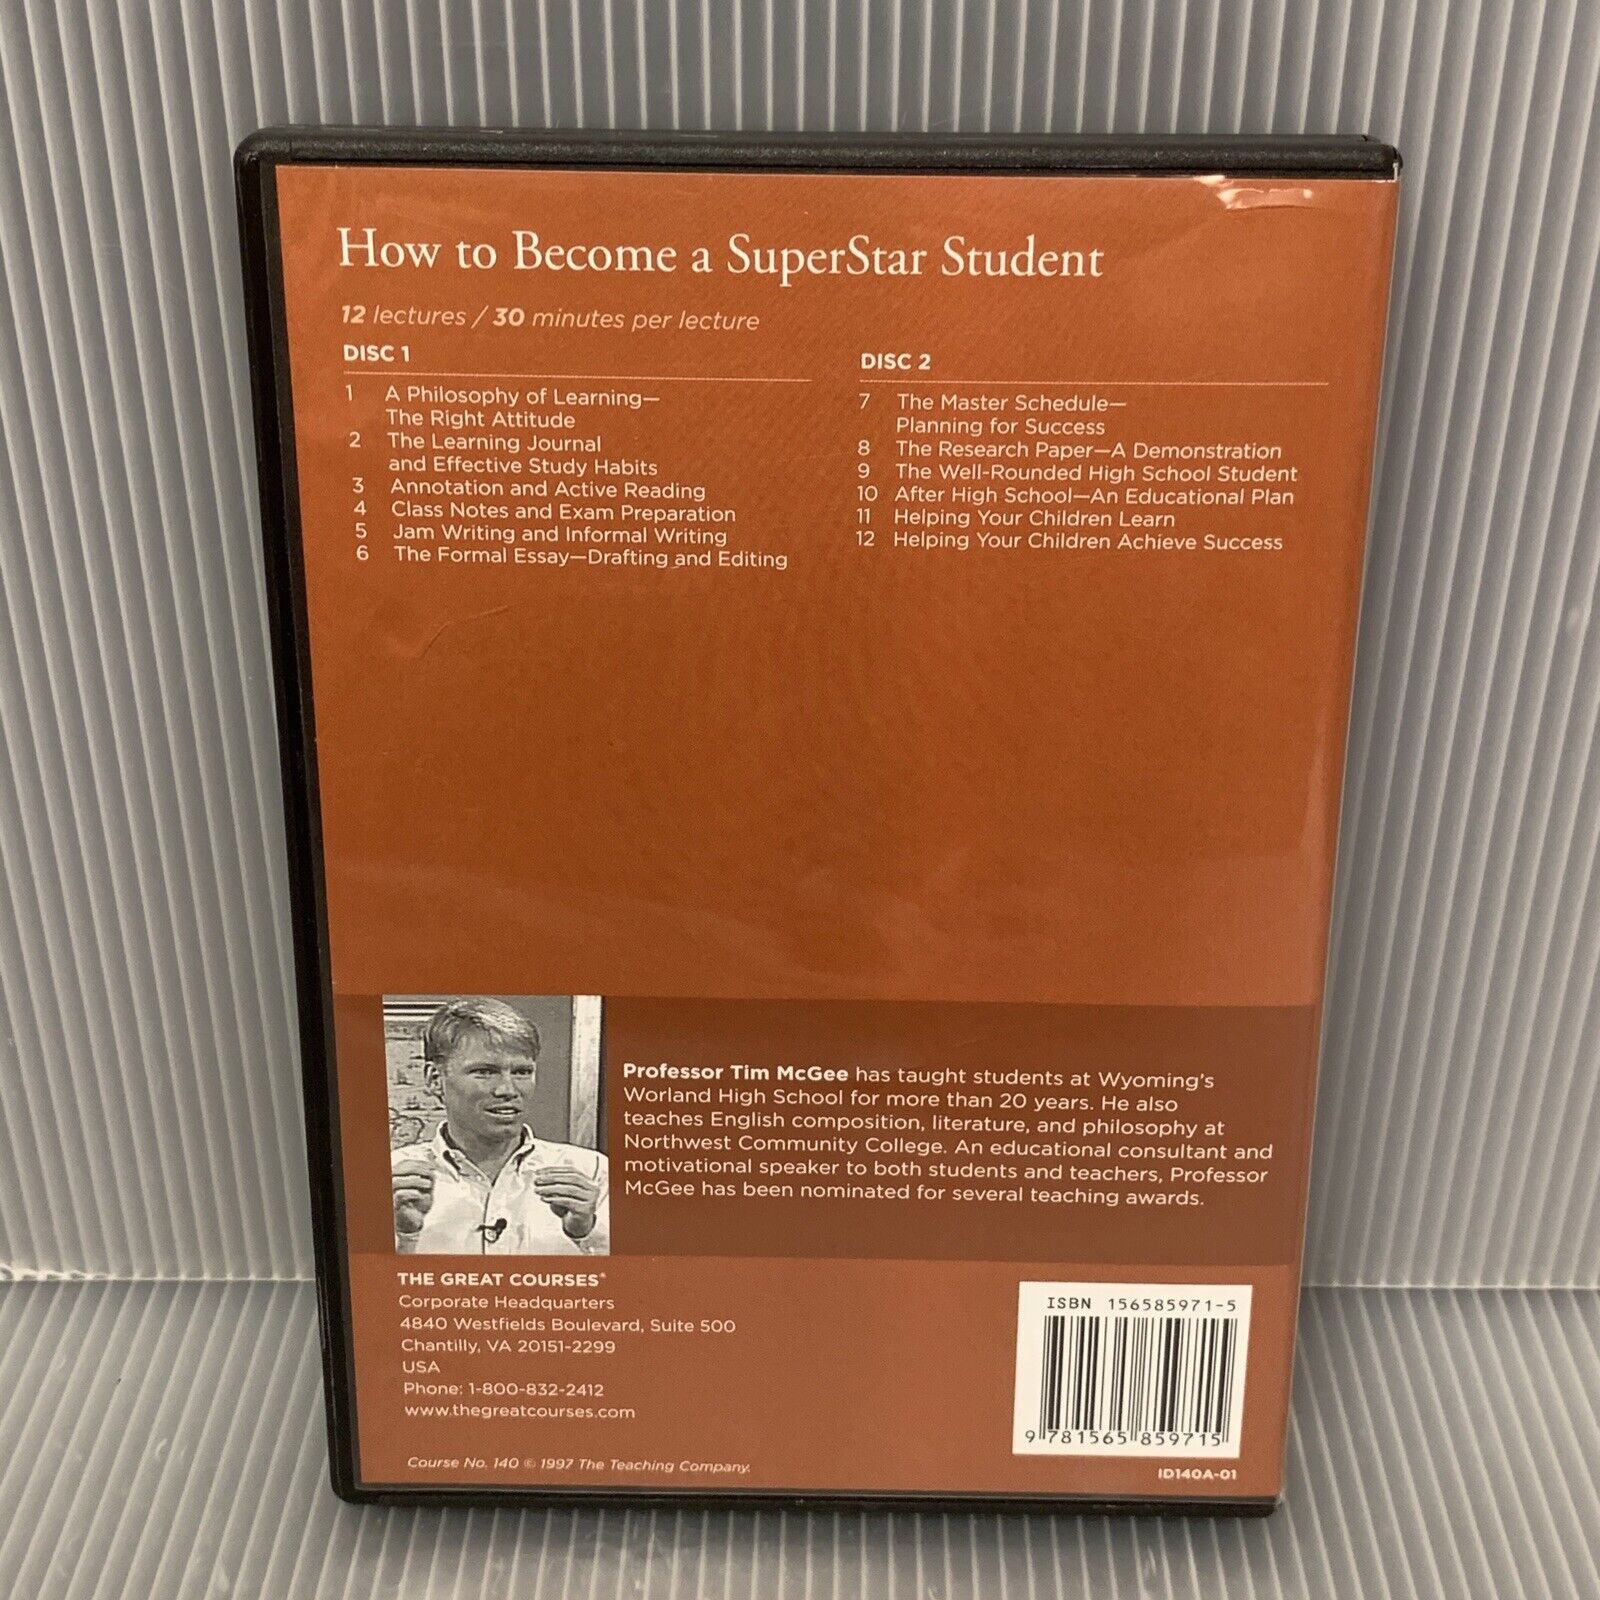 How to Become a SuperStar Student
12 lectures / 30 minutes per lecture
DISC 1
1 A Philosophy of Learning—
The Right Attitude
2 The Learning Journal
and Effective Study Habits
3 Annotation and Active Reading
4 Class Notes and Exam Preparation
5 Jam Writing and Informal Writing
6 The Formal Essay—Drafting and Editing
DISC 2
7 The Master Schedule—
Planning for Success
8 The Research Paper—A Demonstration
9 The Well-Rounded High School Student
10 After High School—An Educational Plan
11 Helping Your Children Learn
12 Helping Your Children Achieve Success
Professor Tim McGee has taught students at Wyoming's
Worland High School for more than 20 years. He also
teaches English composition, literature, and philosophy at
Northwest Community College. An educational consultant and
motivational speaker to both students and teachers, Professor
McGee has been nominated for several teaching awards.
THE GREAT COURSES®
Corporate Headquarters
4840 Westfields Boulevard, Suite 500
Chantilly, VA 20151-2299
USA
Phone: 1-800-832-2412
www.thegreatcourses.com
Course No. 140 © 1997 The Teaching Company.
ISBN 156585971-5
9 781565 859715
ID140A-01